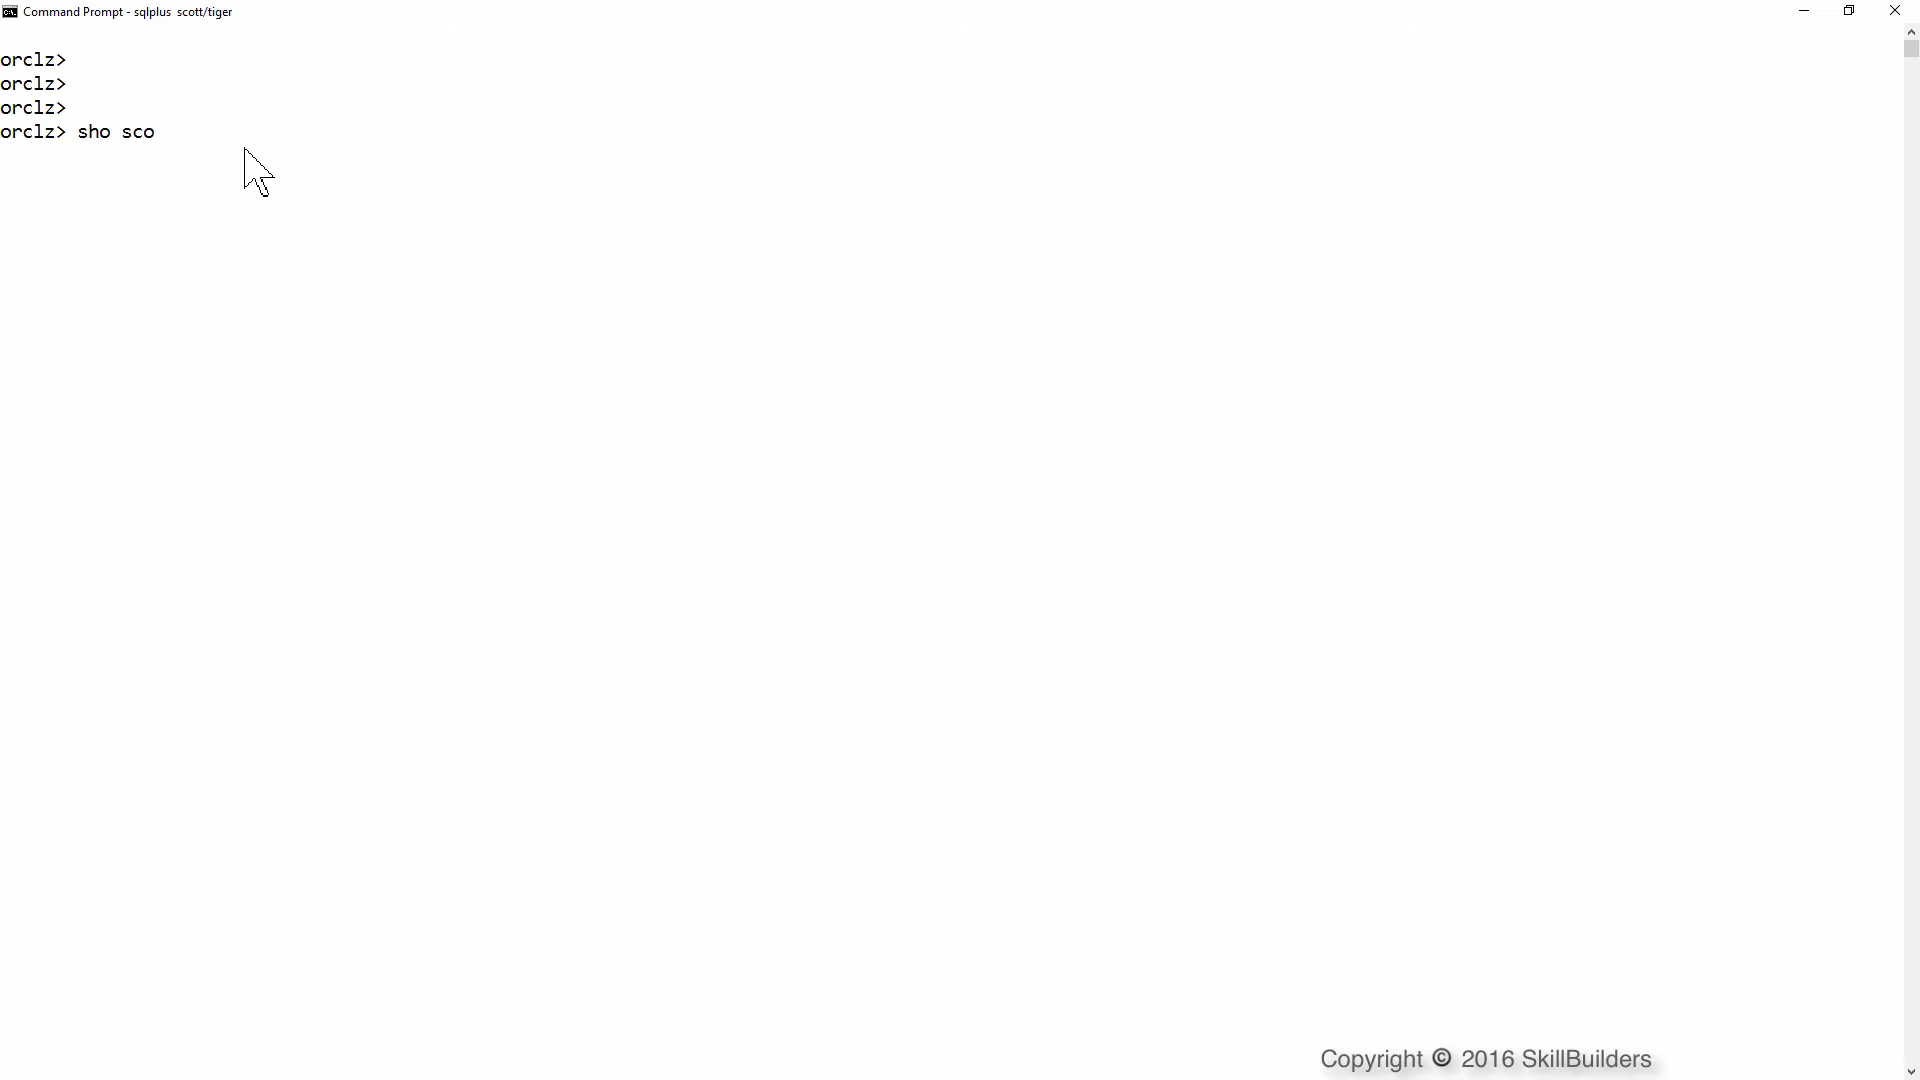 Command Prompt - sqlplus scott/tiger
orclz>
orclz>
orclz>
orclz> sho sco
Copyright © 2016 SkillBuilders